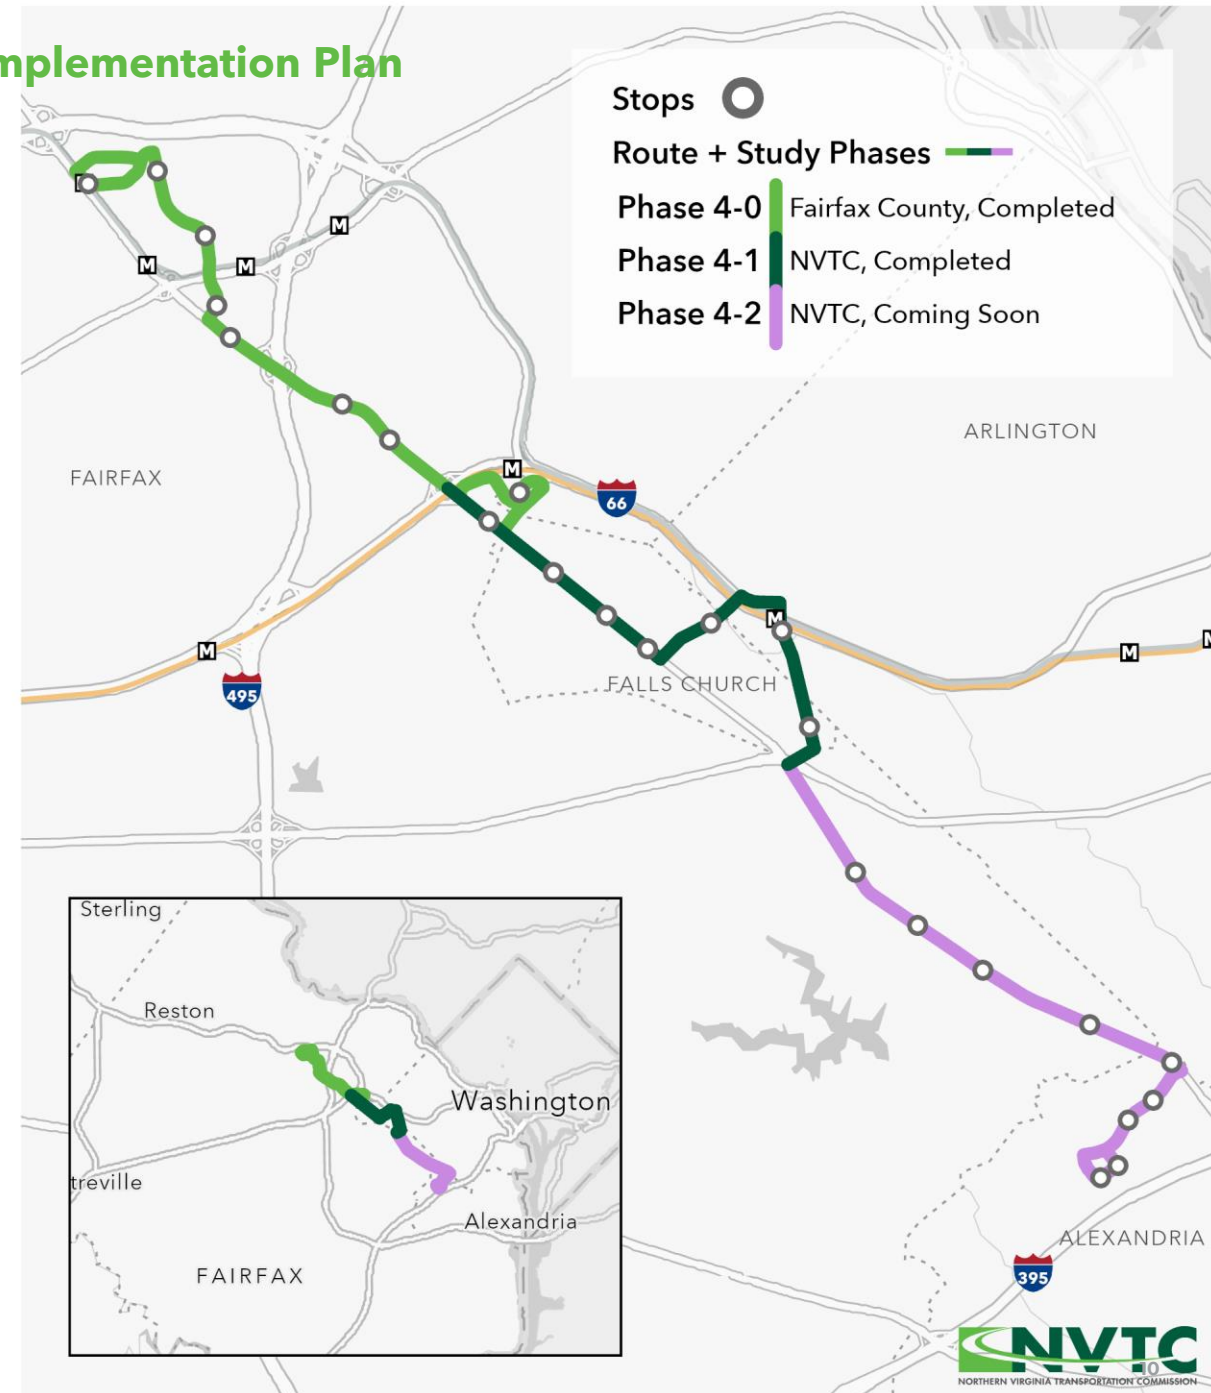 mplementation Plan
Stops
Route + Study Phases
Phase 4-0 Fairfax County, Completed
Phase 4-1 NVTC, Completed
Phase 4-2 NVTC, Coming Soon
M
M
M
ARLINGTON
FAIRFAX
M
66
M
M
M
M
495
FALLS CHURCH
Sterling
Reston
Washington
treville
Alexandria
FAIRFAX
ALEXANDRIA
395
NVTC
10
NORTHERN VIRGINIA TRANSPORTATION COMMISSION